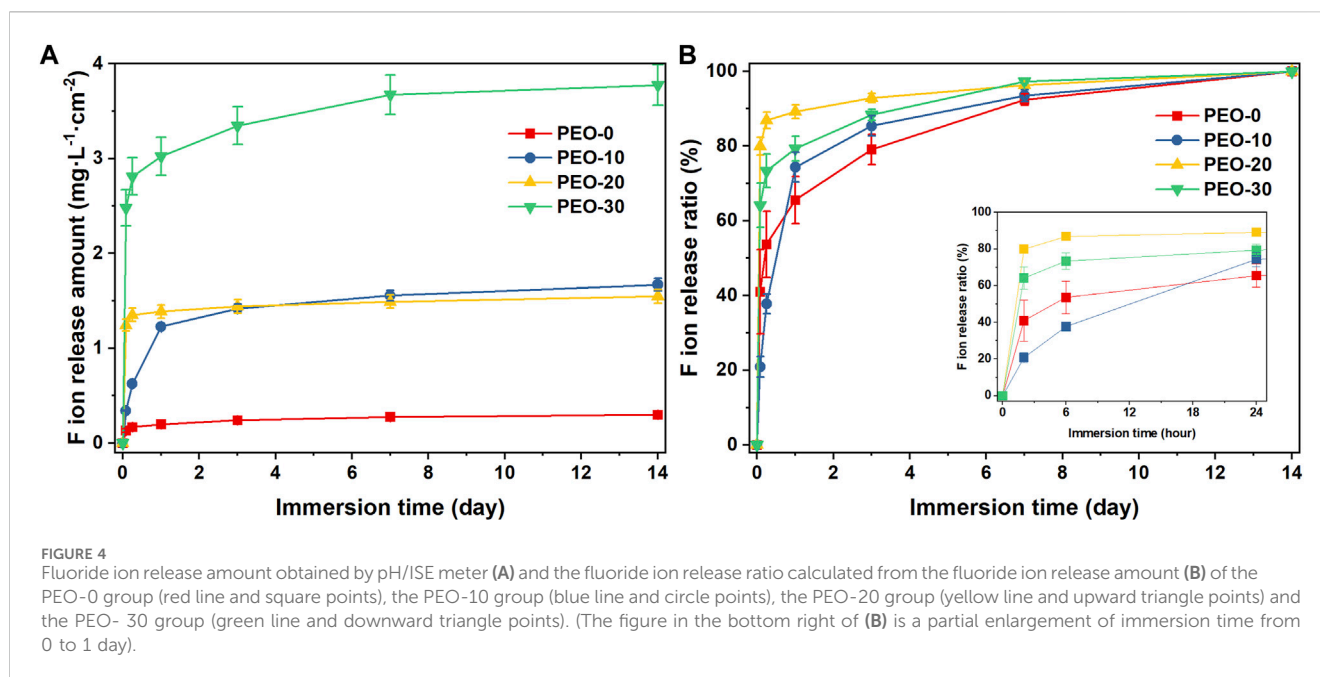 A
F ion release amount (mg·L⁻¹·cm⁻²)
4
3
2
1
0
PEO-0
PEO-10
PEO-20
PEO-30
0 2 4 6 8 10 12 14
Immersion time (day)
B
F ion release ratio (%)
100
80
60
40
20
0
PEO-0
PEO-10
PEO-20
PEO-30
F ion release ratio (%)
100
80
60
40
20
0
0 6 12 18 24
Immersion time (hour)
0 2 4 6 8 10 12 14
Immersion time (day)
FIGURE 4
Fluoride ion release amount obtained by pH/ISE meter (A) and the fluoride ion release ratio calculated from the fluoride ion release amount (B) of the
PEO-0 group (red line and square points), the PEO-10 group (blue line and circle points), the PEO-20 group (yellow line and upward triangle points) and
the PEO- 30 group (green line and downward triangle points). (The figure in the bottom right of (B) is a partial enlargement of immersion time from
0 to 1 day).